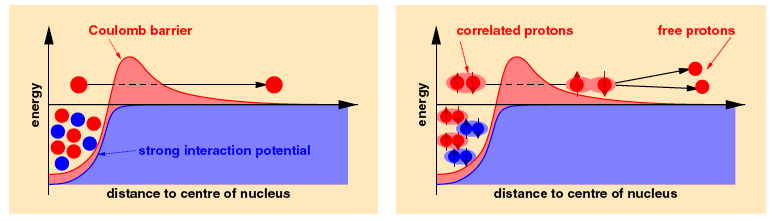 Coulomb barrier
energy
strong interaction potential
distance to centre of nucleus
correlated protons
free protons
energy
distance to centre of nucleus